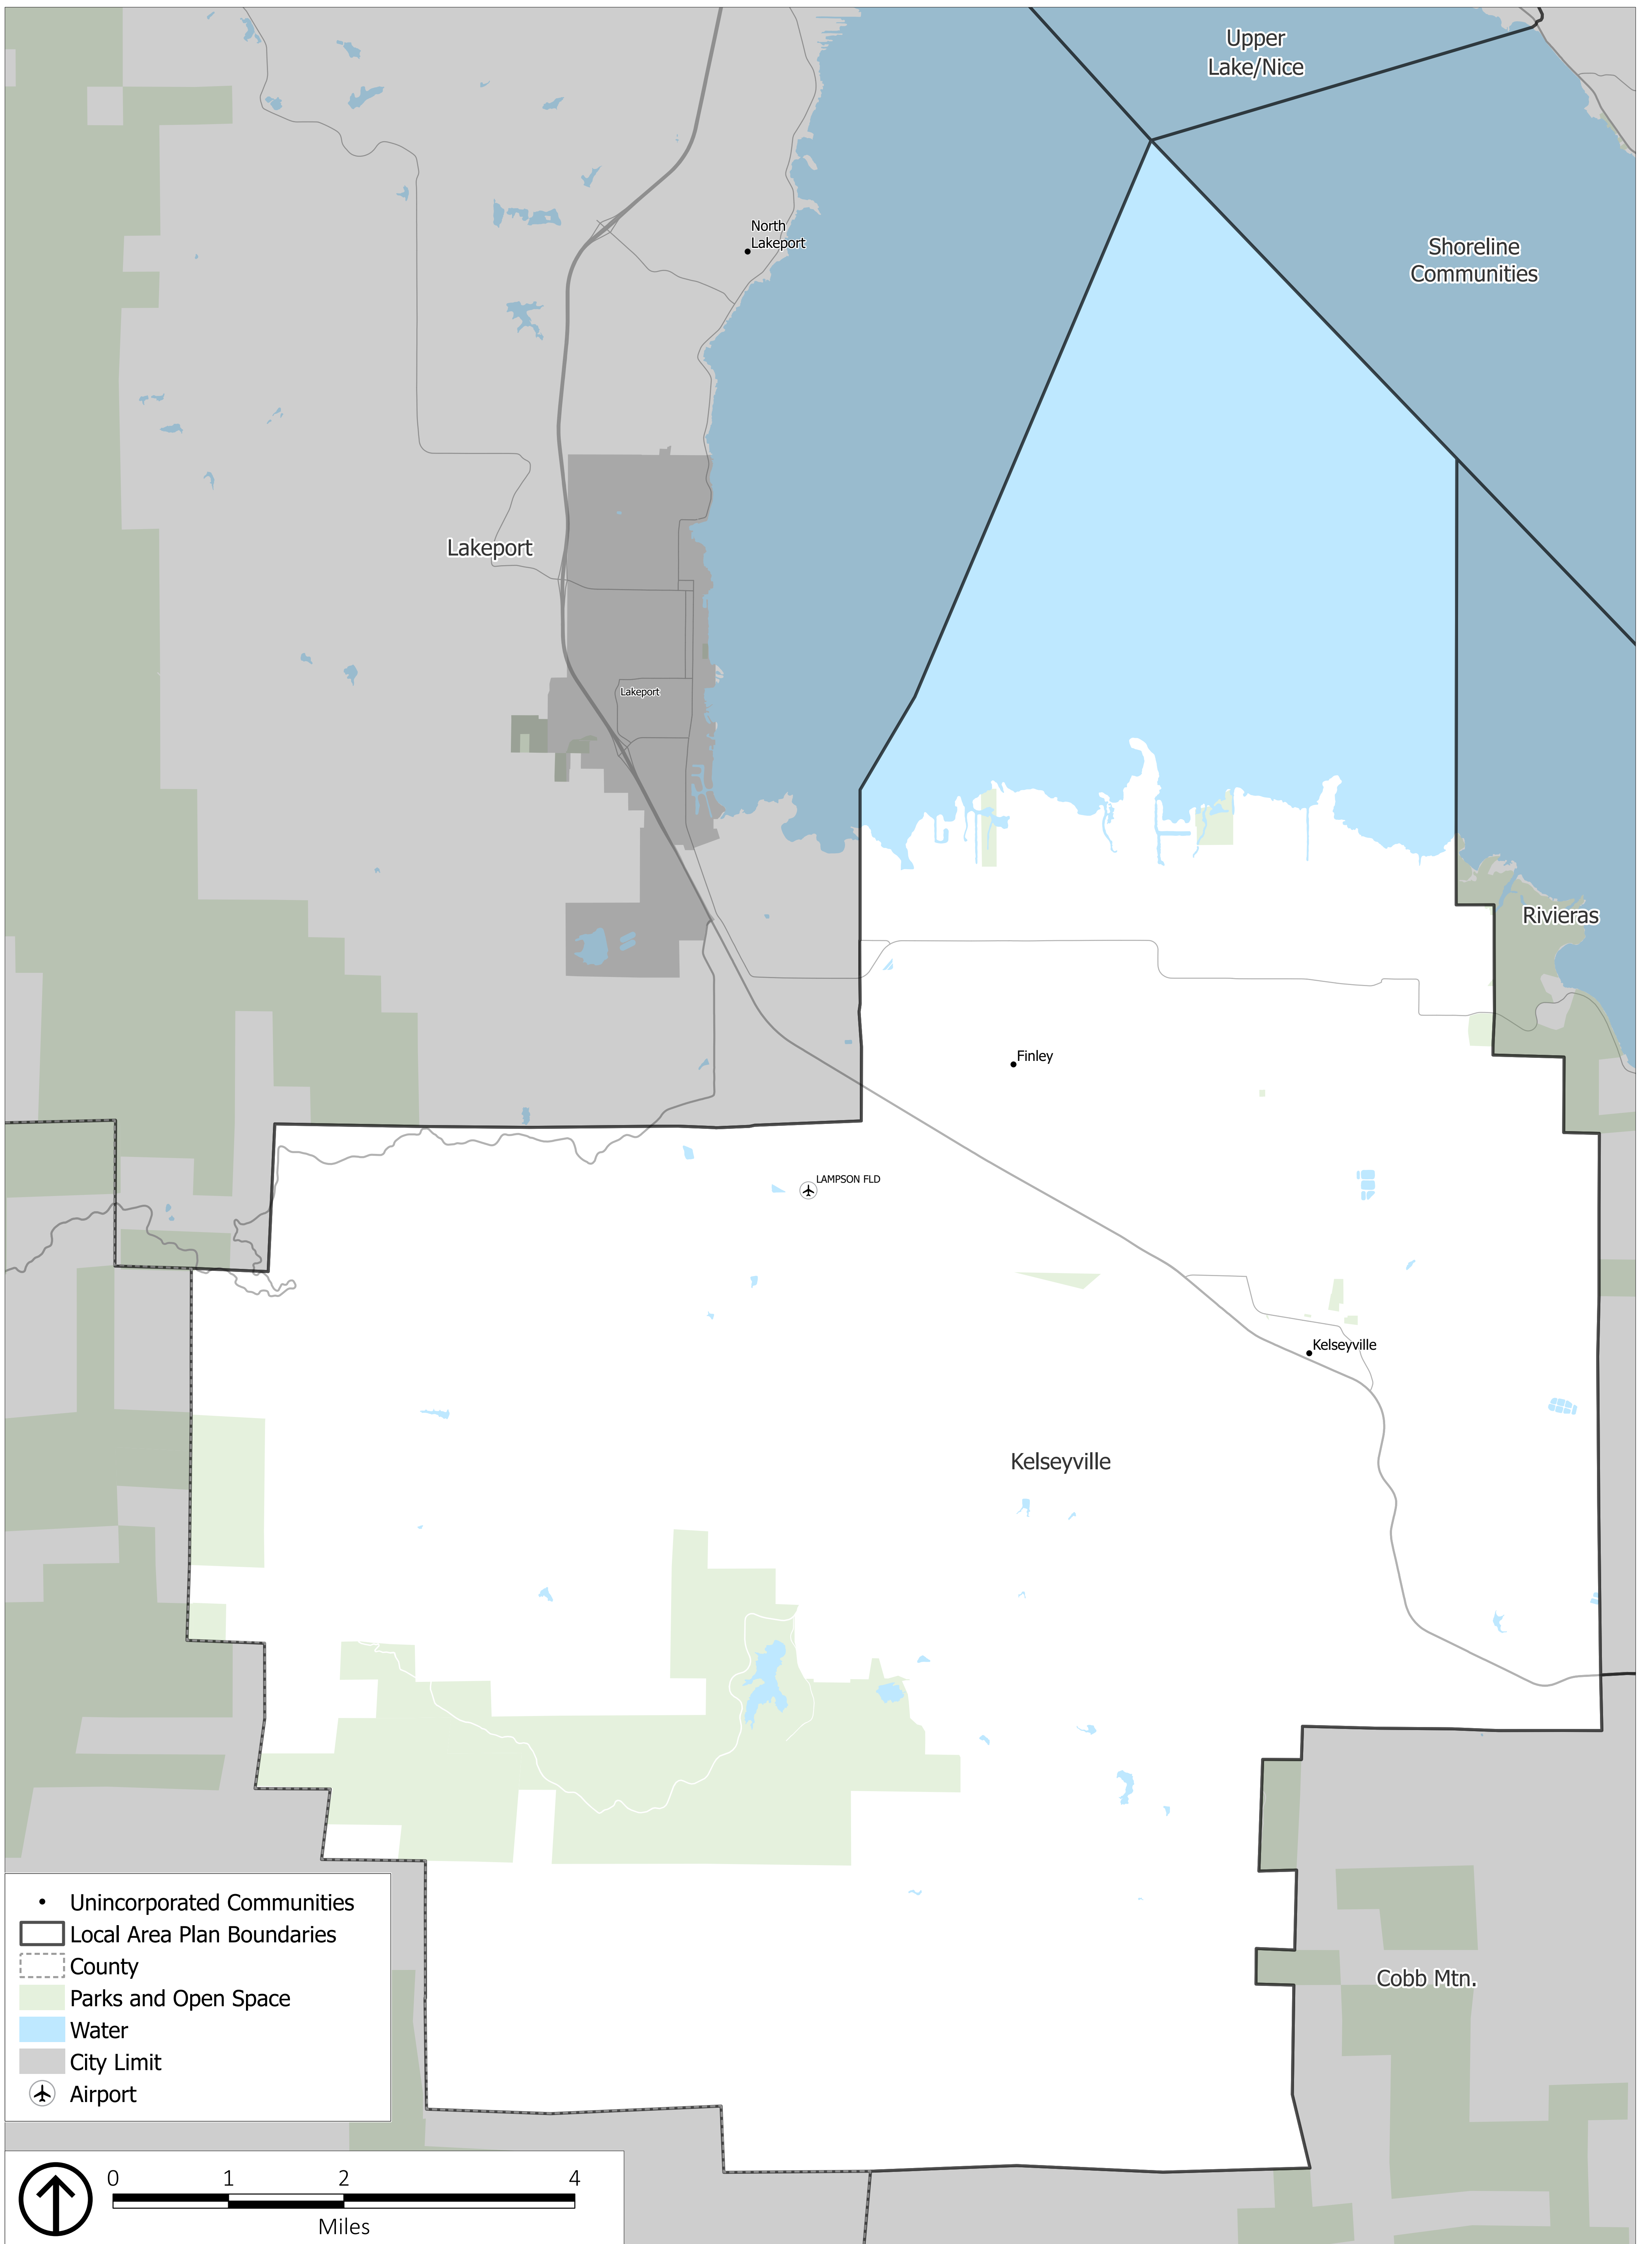 Upper
Lake/Nice
North
Lakeport
Shoreline
Communities
Lakeport
Lakeport
Rivieras
Finley
LAMPSON FLD
Kelseyville
Kelseyville
Unincorporated Communities
Local Area Plan Boundaries
County
Parks and Open Space
Water
City Limit
Airport
Cobb Mtn.
0 1 2 4
Miles